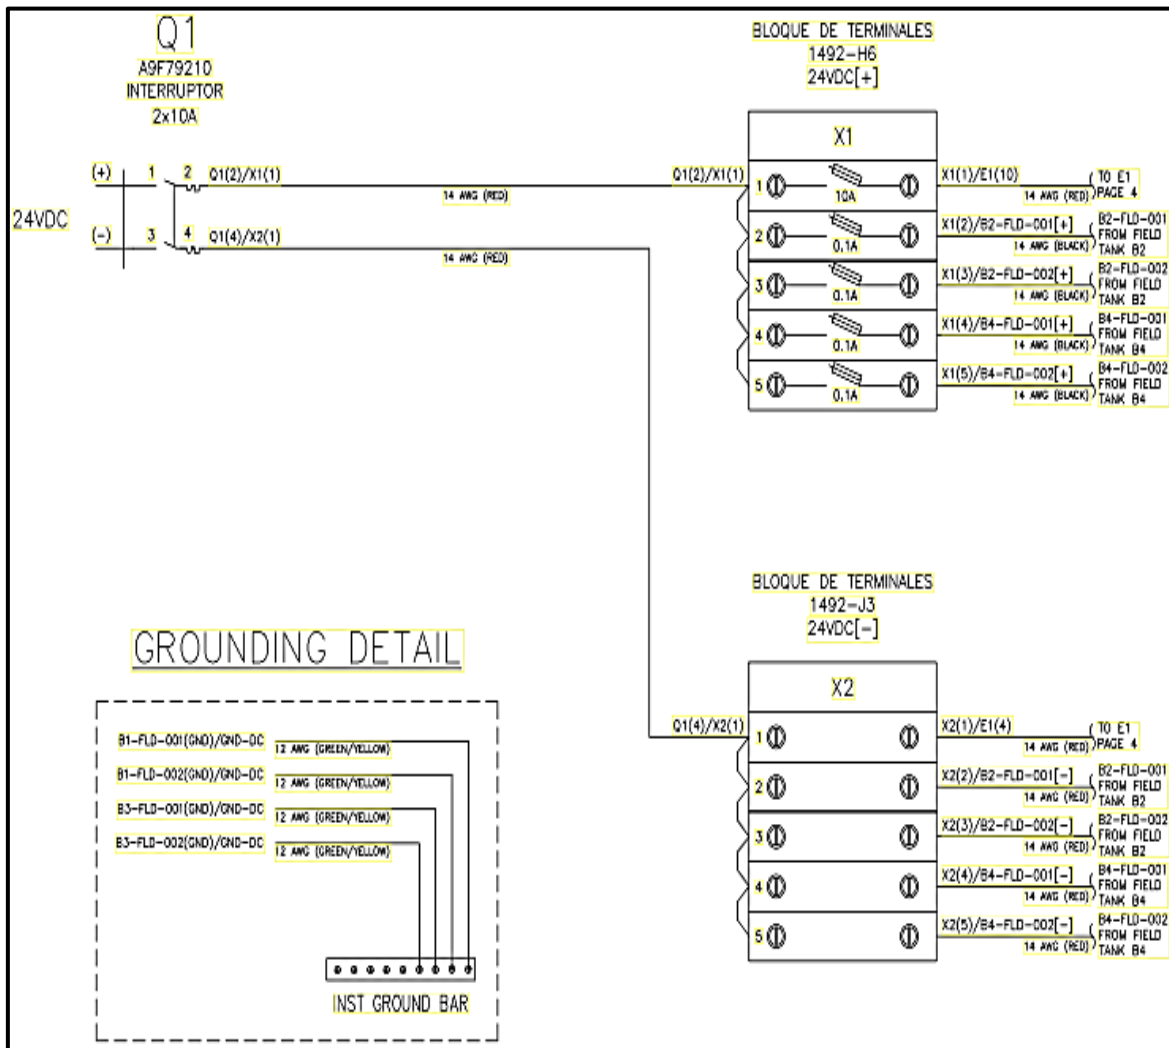 Q1
A9F79210
INTERRUPTOR
2x10A
(+)
1
2
Q1(2)/X1(1)
14 AWG (RED)
24VDC
(-)
3
4
Q1(4)/X2(1)
14 AWG (RED)
BLOQUE DE TERMINALES
1492-H6
24VDC[+]
X1
Q1(2)/X1(1)
1
10A
X1(1)/E1(10)
14 AWG (RED)
TO E1
PAGE 4
2
0.1A
X1(2)/B2-FLD-001[+]
14 AWG (BLACK)
B2-FLD-001
FROM FIELD
TANK B2
3
0.1A
X1(3)/B2-FLD-002[+]
14 AWG (BLACK)
B2-FLD-002
FROM FIELD
TANK B2
4
0.1A
X1(4)/B4-FLD-001[+]
14 AWG (BLACK)
B4-FLD-001
FROM FIELD
TANK B4
5
0.1A
X1(5)/B4-FLD-002[+]
14 AWG (BLACK)
B4-FLD-002
FROM FIELD
TANK B4
BLOQUE DE TERMINALES
1492-J3
24VDC[-]
X2
Q1(4)/X2(1)
1
X2(1)/E1(4)
14 AWG (RED)
TO E1
PAGE 4
2
X2(2)/B2-FLD-001[-]
14 AWG (RED)
B2-FLD-001
FROM FIELD
TANK B2
3
X2(3)/B2-FLD-002[-]
14 AWG (RED)
B2-FLD-002
FROM FIELD
TANK B2
4
X2(4)/B4-FLD-001[-]
14 AWG (RED)
B4-FLD-001
FROM FIELD
TANK B4
5
X2(5)/B4-FLD-002[-]
14 AWG (RED)
B4-FLD-002
FROM FIELD
TANK B4
GROUNDING DETAIL
B1-FLD-001(GND)/GND-DC
12 AWG (GREEN/YELLOW)
B1-FLD-002(GND)/GND-DC
12 AWG (GREEN/YELLOW)
B3-FLD-001(GND)/GND-DC
12 AWG (GREEN/YELLOW)
B3-FLD-002(GND)/GND-DC
12 AWG (GREEN/YELLOW)
INST GROUND BAR